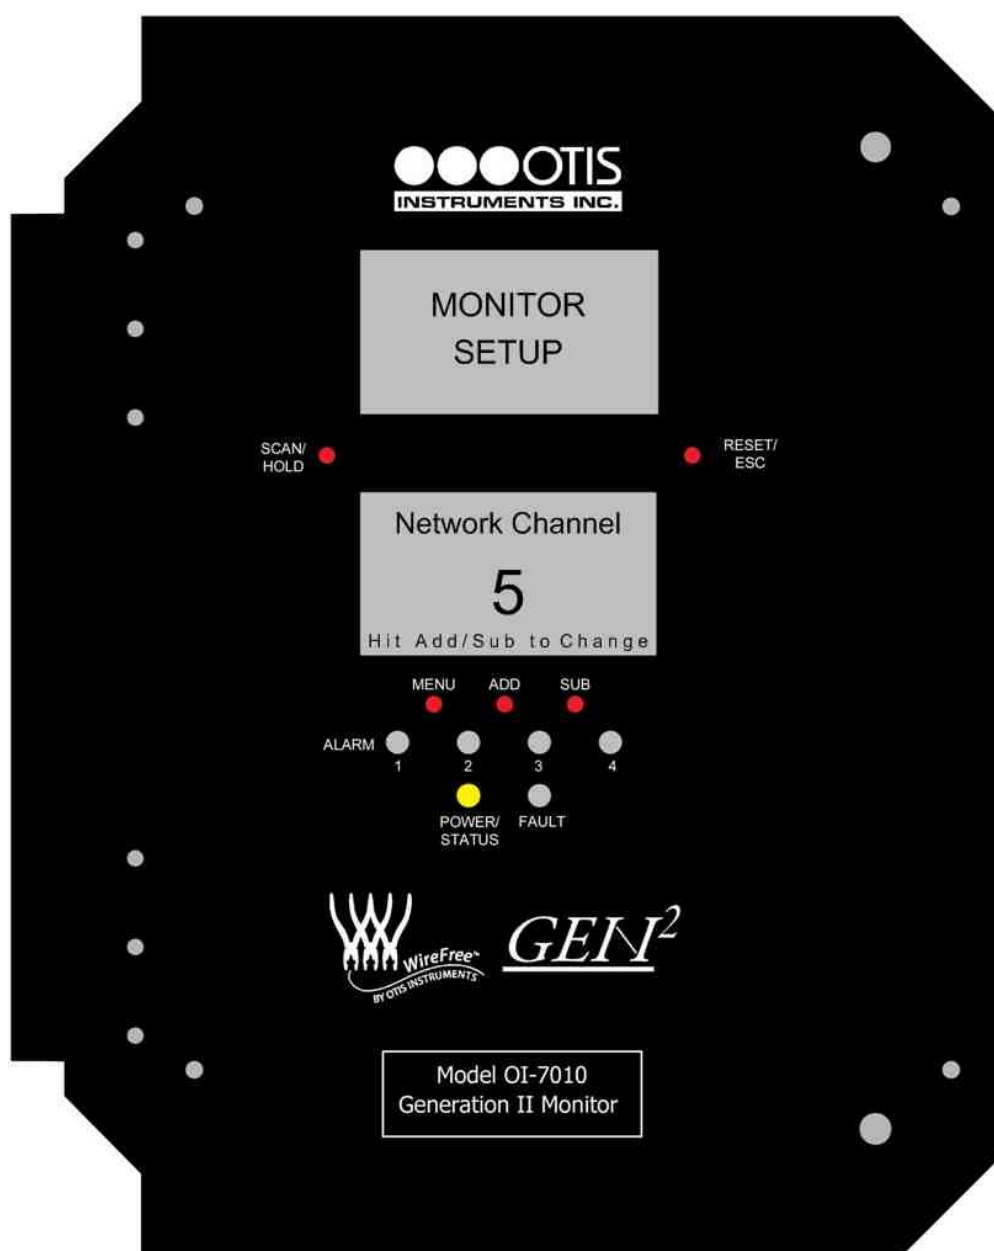 OTIS
INSTRUMENTS INC.
MONITOR
SETUP
SCAN/
HOLD
RESET/
ESC
Network Channel
5
Hit Add/Sub to Change
MENU ADD SUB
ALARM
1 2 3 4
POWER/
STATUS
FAULT
WireFree™
BY OTIS INSTRUMENTS
GEN²
Model OI-7010
Generation II Monitor